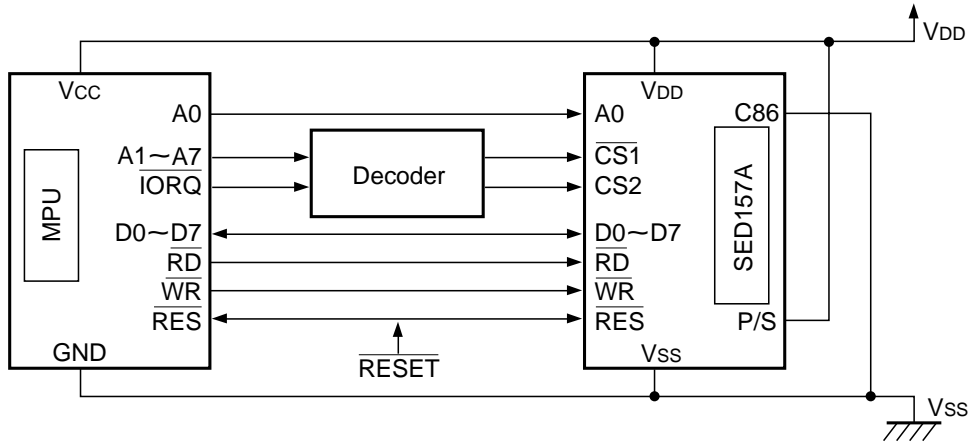 VDD
VCC
A0
A1~A7
IORQ
D0~D7
RD
WR
RES
GND
MPU
Decoder
RESET
VDD
A0
CS1
CS2
D0~D7
RD
WR
RES
VSS
C86
SED157A
P/S
VSS